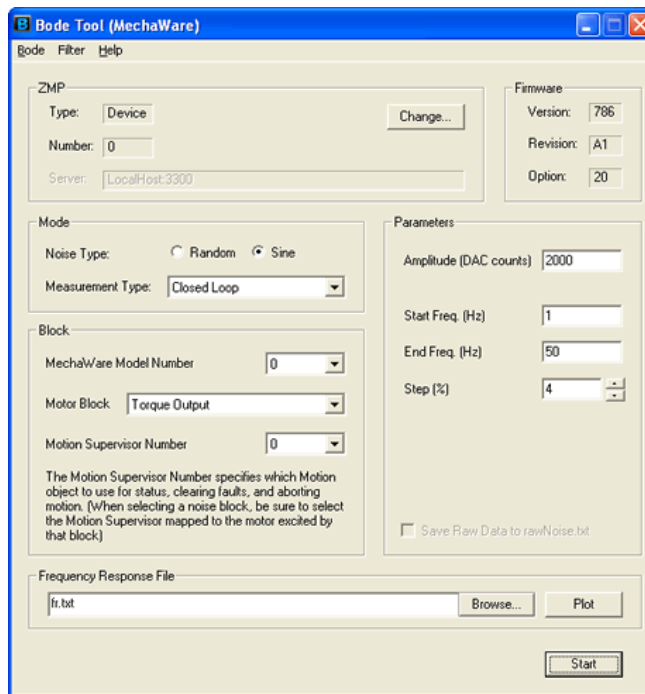 Bode Tool (MechaWare)
Bode Filter Help
ZMP
Type: Device
Change...
Number: 0
Server: LocalHost:3300
Firmware
Version: 786
Revision: A1
Option: 20
Mode
Noise Type: Random Sine
Measurement Type: Closed Loop
Block
MechaWare Model Number 0
Motor Block Torque Output
Motion Supervisor Number 0
The Motion Supervisor Number specifies which Motion
object to use for status, clearing faults, and aborting
motion. (When selecting a noise block, be sure to select
the Motion Supervisor mapped to the motor excited by
that block)
Parameters
Amplitude (DAC counts) 2000
Start Freq. (Hz) 1
End Freq. (Hz) 50
Step (%) 4
Save Raw Data to rawNoise.txt
Frequency Response File
fr.txt Browse... Plot
Start